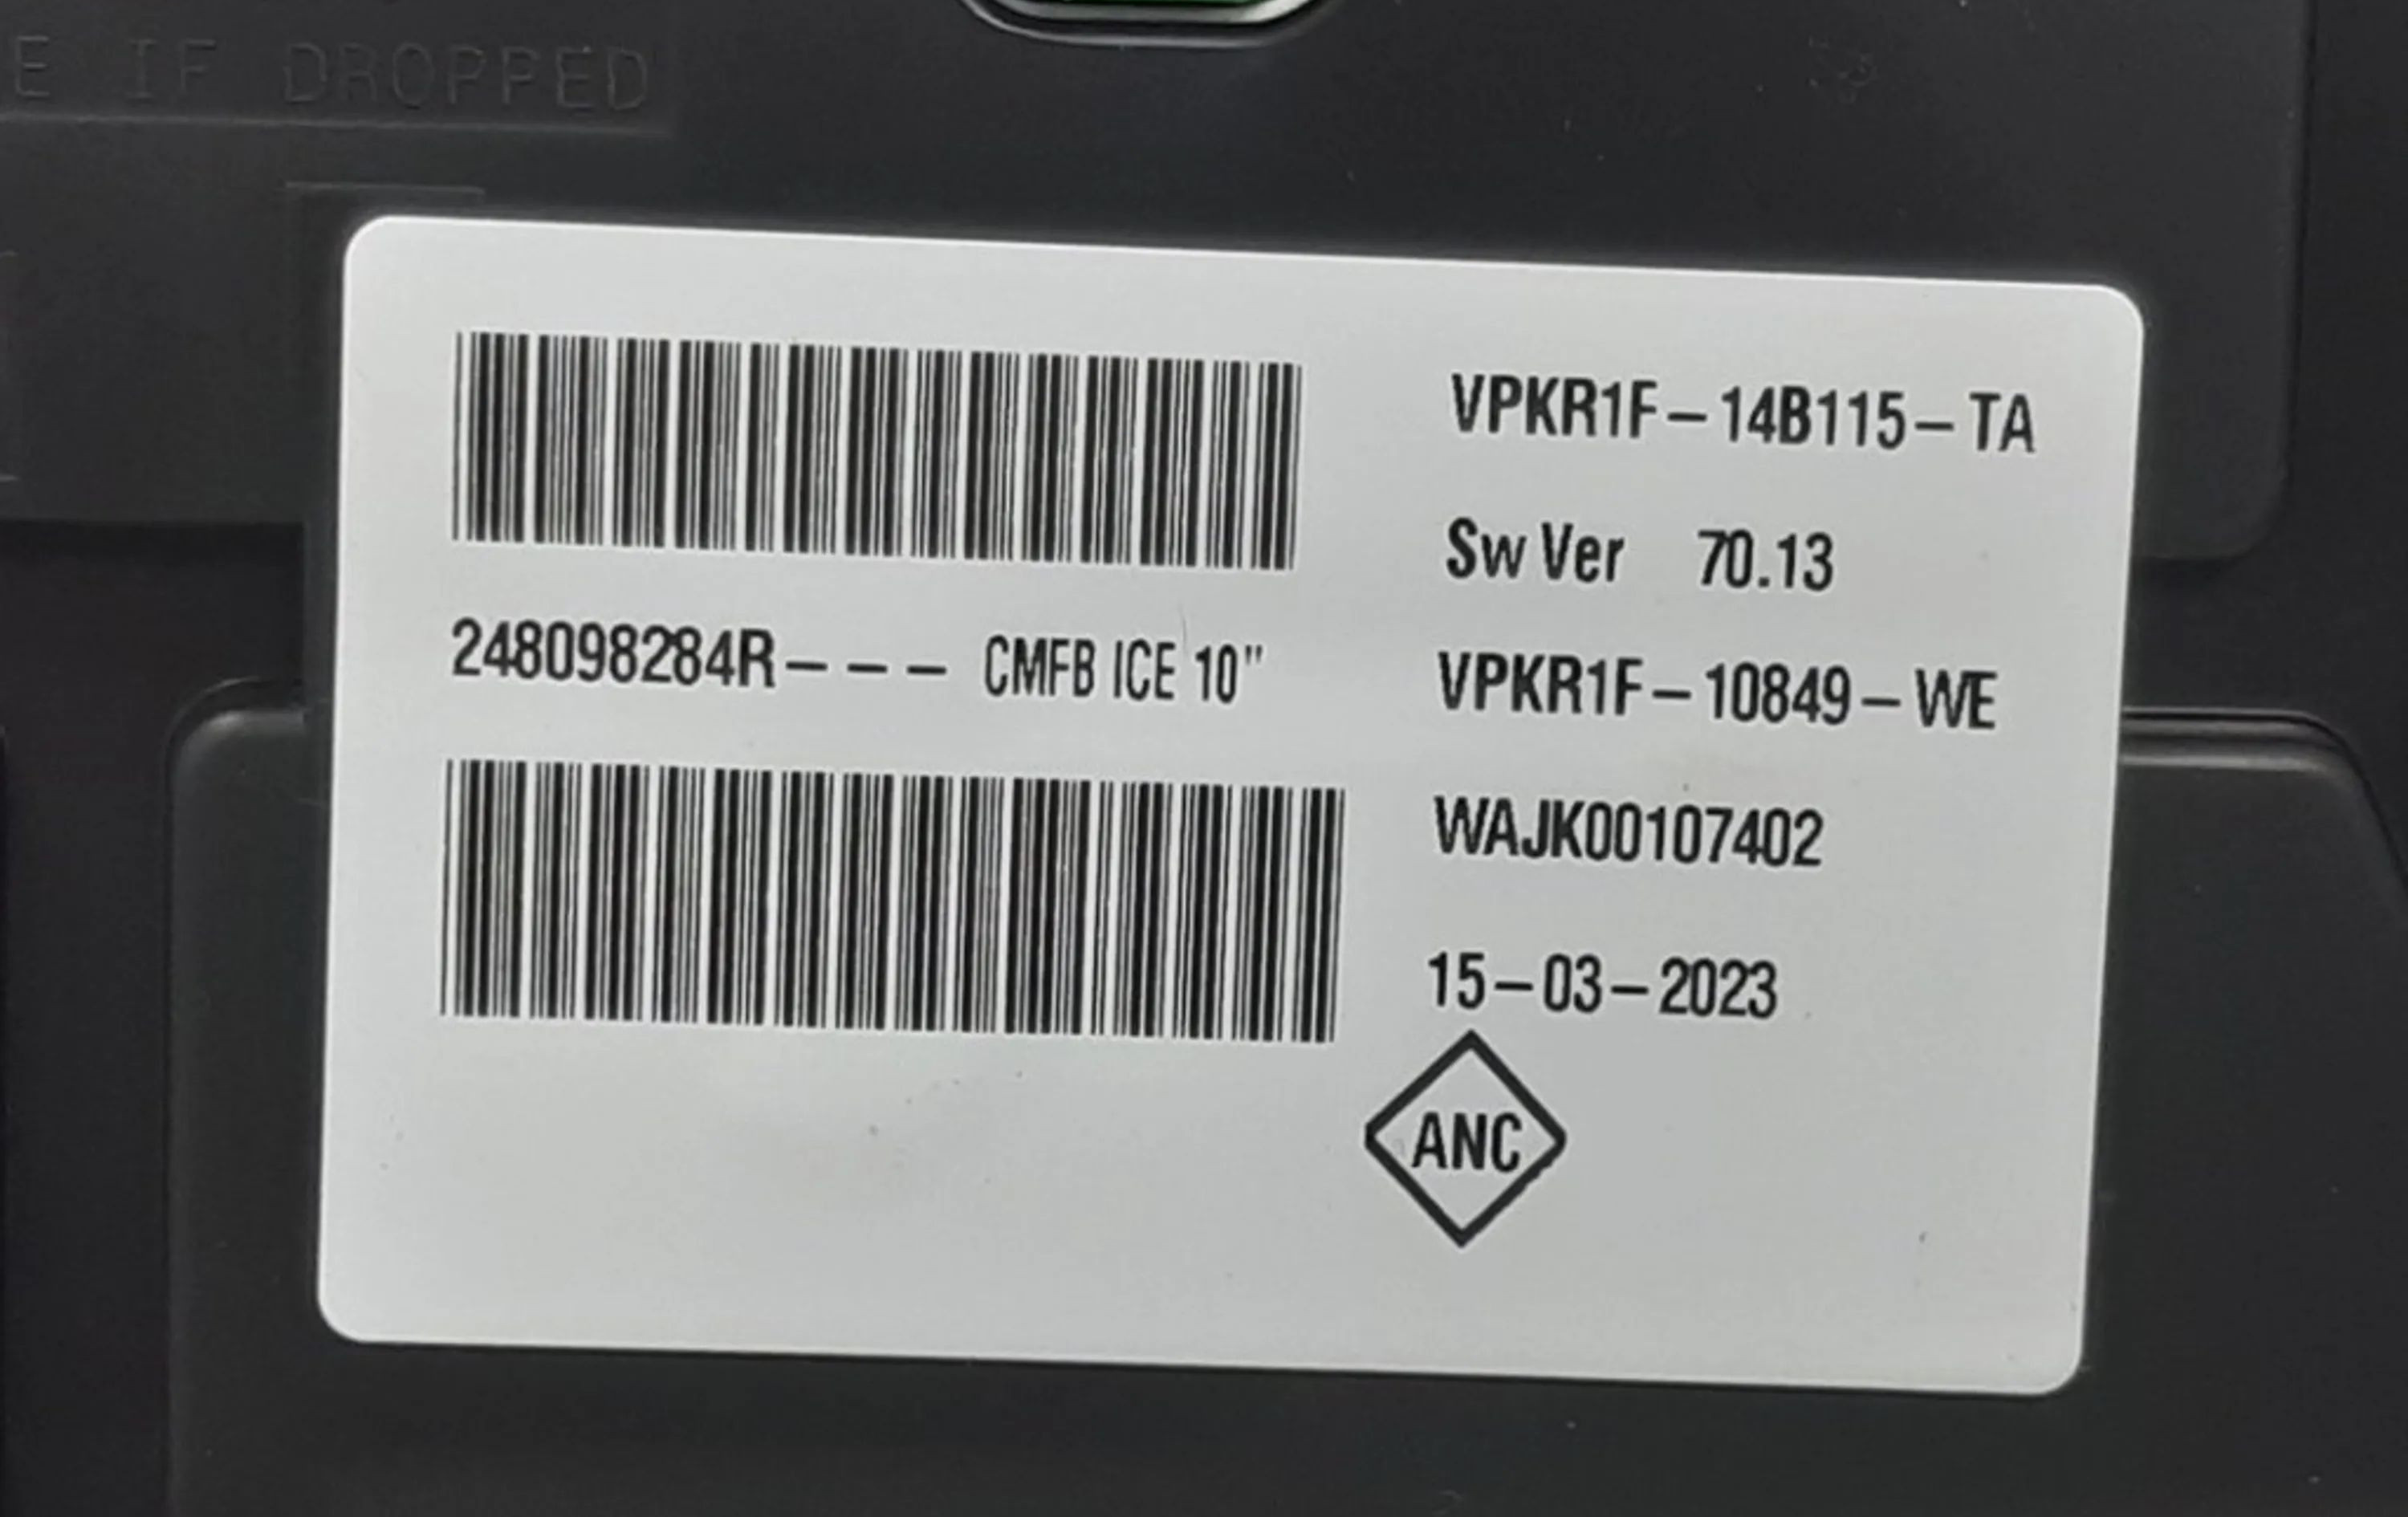 E IF DROPPED
VPKR1F-14B115-TA
Sw Ver 70.13
248098284R--- CMFB ICE 10"
VPKR1F-10849-WE
WAJK00107402
15-03-2023
ANC